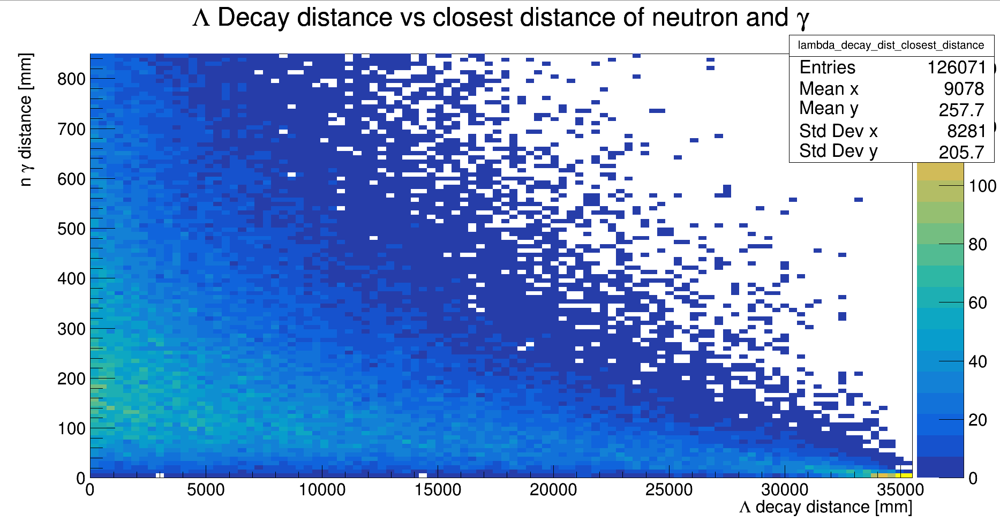 Λ Decay distance vs closest distance of neutron and γ
lambda_decay_dist_closest_distance
Entries 126071
Mean x 9078
Mean y 257.7
Std Dev x 8281
Std Dev y 205.7
n γ distance [mm]
800
700
600
500
400
300
200
100
0
100
80
60
40
20
0
0 5000 10000 15000 20000 25000 30000 35000
Λ decay distance [mm]